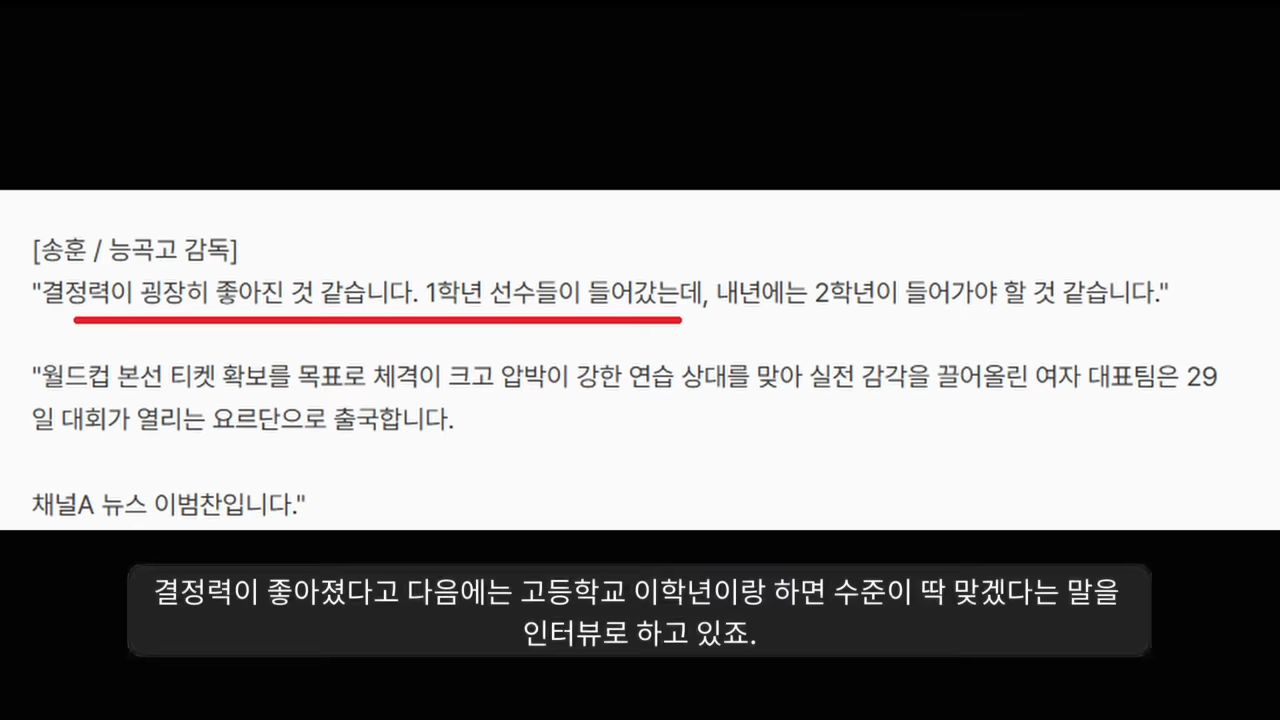 [송훈 / 능곡고 감독]
"결정력이 굉장히 좋아진 것 같습니다. 1학년 선수들이 들어갔는데, 내년에는 2학년이 들어가야 할 것 같습니다."
"월드컵 본선 티켓 확보를 목표로 체격이 크고 압박이 강한 연습 상대를 맞아 실전 감각을 끌어올린 여자 대표팀은 29
일 대회가 열리는 요르단으로 출국합니다.
채널A 뉴스 이범찬입니다."
결정력이 좋아졌다고 다음에는 고등학교 이학년이랑 하면 수준이 딱 맞겠다는 말을
인터뷰로 하고 있죠.